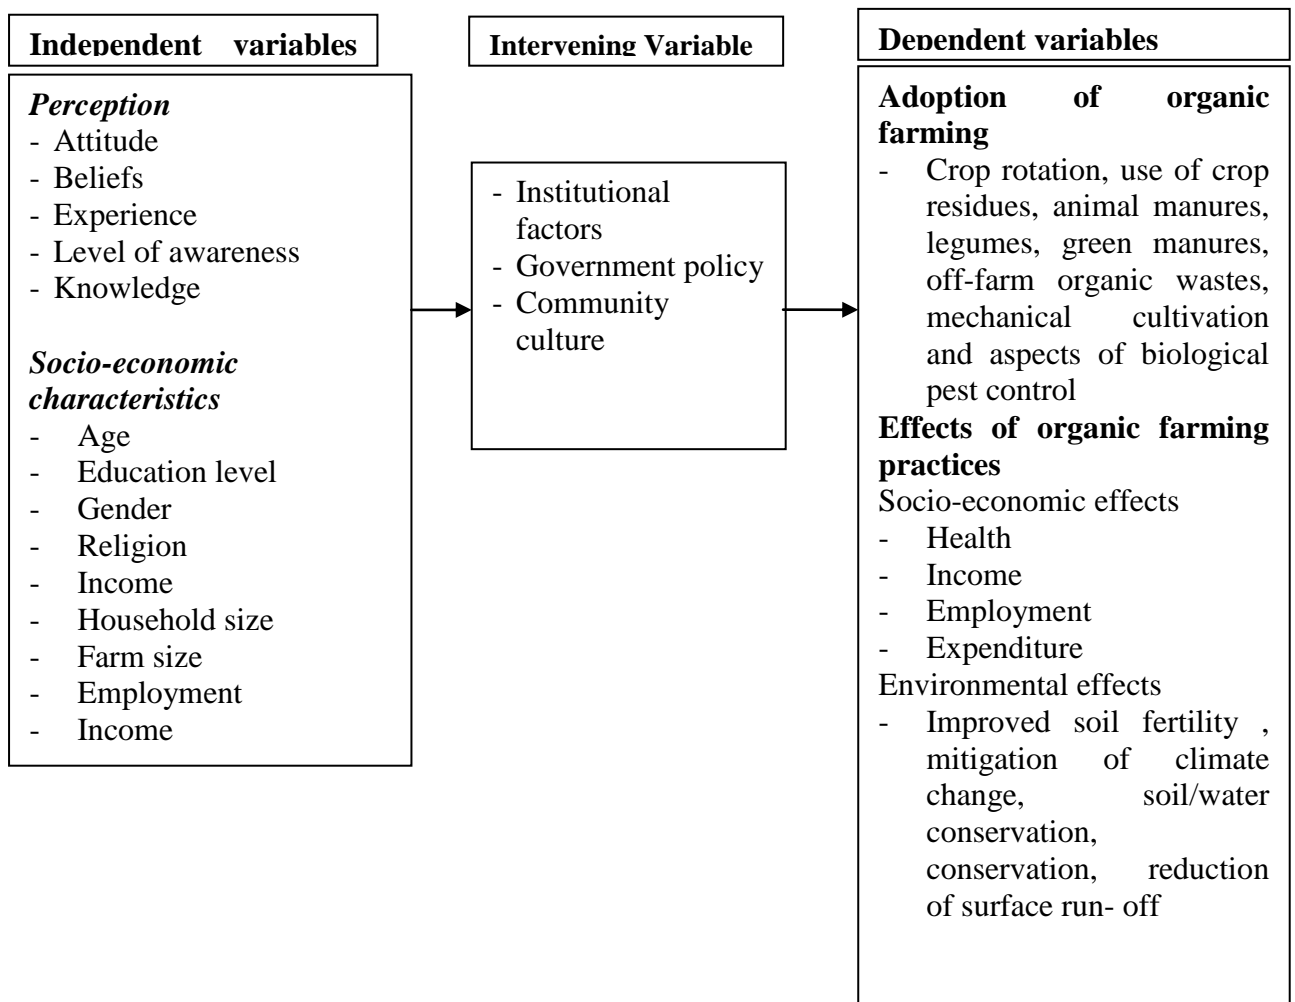 Independent variables
Perception
- Attitude
- Beliefs
- Experience
- Level of awareness
- Knowledge
Socio-economic
characteristics
- Age
- Education level
- Gender
- Religion
- Income
- Household size
- Farm size
- Employment
- Income
Intervening Variable
- Institutional
factors
- Government policy
- Community
culture
Dependent variables
Adoption of organic
farming
- Crop rotation, use of crop
residues, animal manures,
legumes, green manures,
off-farm organic wastes,
mechanical cultivation
and aspects of biological
pest control
Effects of organic farming
practices
Socio-economic effects
- Health
- Income
- Employment
- Expenditure
Environmental effects
- Improved soil fertility ,
mitigation of climate
change, soil/water
conservation,
conservation, reduction
of surface run- off